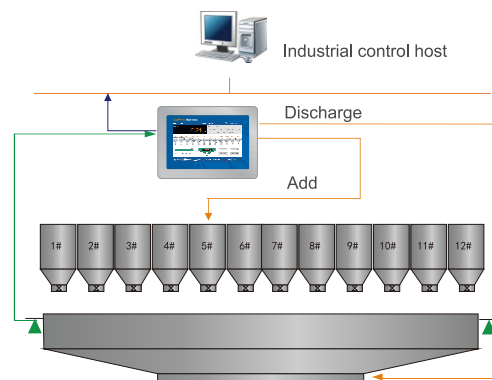 Industrial control host
Discharge
Add
1# 2# 3# 4# 5# 6# 7# 8# 9# 10# 11# 12#